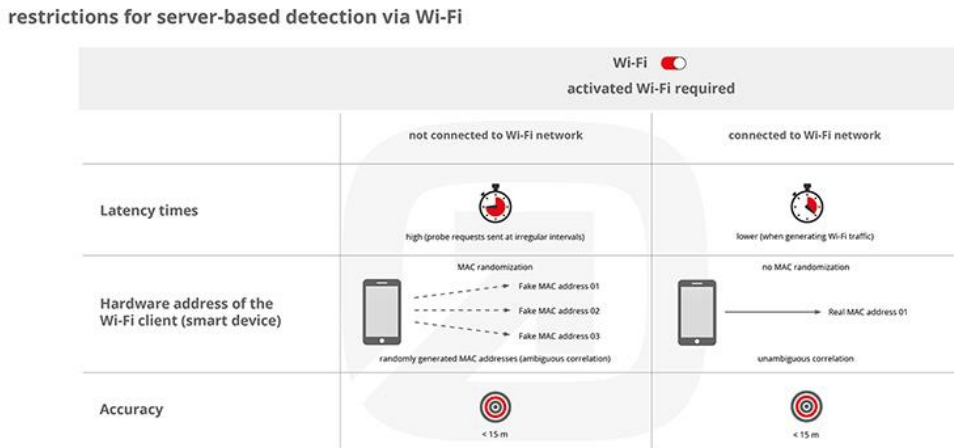 restrictions for server-based detection via Wi-Fi
Wi-Fi
activated Wi-Fi required
not connected to Wi-Fi network
connected to Wi-Fi network
Latency times
high (probe requests sent at irregular intervals)
lower (when generating Wi-Fi traffic)
Hardware address of the
Wi-Fi client (smart device)
MAC randomization
Fake MAC address 01
Fake MAC address 02
Fake MAC address 03
randomly generated MAC addresses (ambiguous correlation)
no MAC randomization
Real MAC address 01
unambiguous correlation
Accuracy
< 15 m
< 15 m